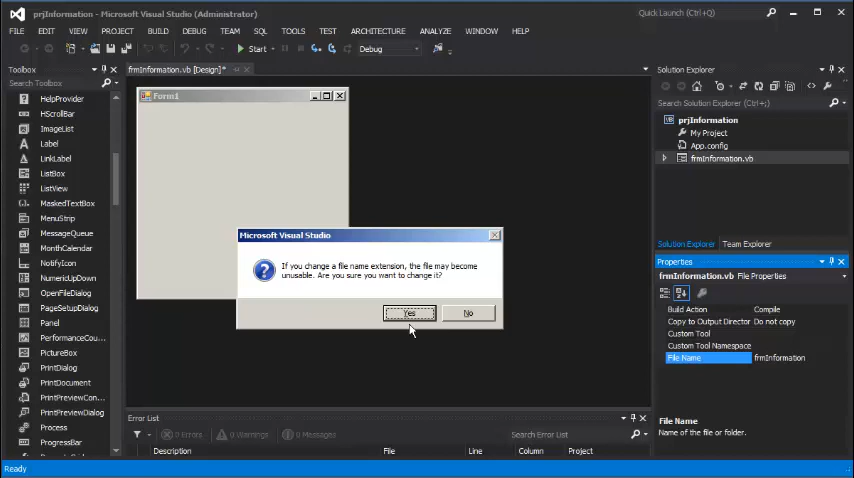 prjInformation - Microsoft Visual Studio (Administrator)
Quick Launch (Ctrl+Q)
FILE EDIT VIEW PROJECT BUILD DEBUG TEAM SQL TOOLS TEST ARCHITECTURE ANALYZE WINDOW HELP
Start
Debug
Toolbox
Search Toolbox
HelpProvider
HScrollBar
ImageList
Label
LinkLabel
ListBox
ListView
MaskedTextBox
MenuStrip
MessageQueue
MonthCalendar
NotifyIcon
NumericUpDown
OpenFileDialog
PageSetupDialog
Panel
PerformanceCou...
PictureBox
PrintDialog
PrintDocument
PrintPreviewCon...
PrintPreviewDialog
Process
ProgressBar
frmInformation.vb [Design]*
Form1
Microsoft Visual Studio
If you change a file name extension, the file may become
unusable. Are you sure you want to change it?
Yes
No
Error List
0 Errors
0 Warnings
0 Messages
Search Error List
Description File Line Column Project
Solution Explorer
Search Solution Explorer (Ctrl+;)
prjInformation
My Project
App.config
frmInformation.vb
Solution Explorer Team Explorer
Properties
frmInformation.vb File Properties
Build Action Compile
Copy to Output Director Do not copy
Custom Tool
Custom Tool Namespace
File Name frmInformation
File Name
Name of the file or folder.
Ready